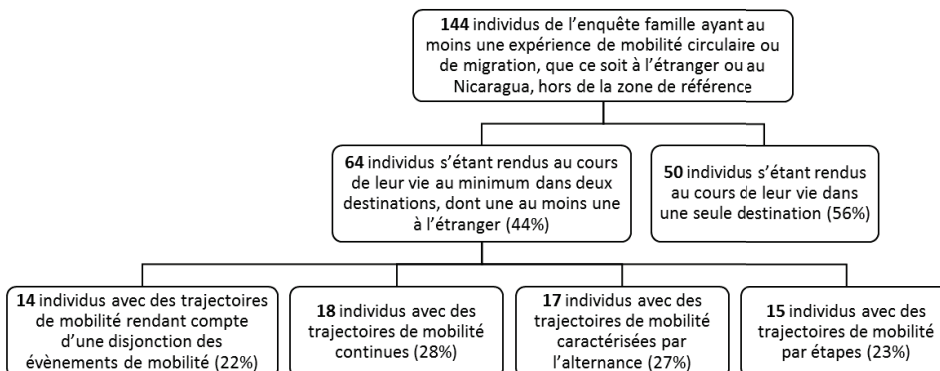 144 individus de l'enquête famille ayant au
moins une expérience de mobilité circulaire ou
de migration, que ce soit à l'étranger ou au
Nicaragua, hors de la zone de référence
64 individus s'étant rendus au cours
de leur vie au minimum dans deux
destinations, dont une au moins une
à l'étranger (44%)
50 individus s'étant rendus
au cours de leur vie dans
une seule destination (56%)
14 individus avec des trajectoires
de mobilité rendant compte
d'une disjonction des
évènements de mobilité (22%)
18 individus avec des
trajectoires de mobilité
continues (28%)
17 individus avec des
trajectoires de mobilité
caractérisées par
l'alternance (27%)
15 individus avec des
trajectoires de mobilité
par étapes (23%)